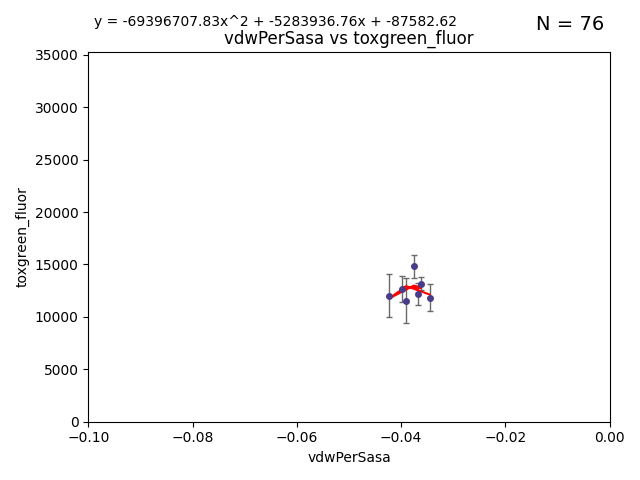 y = -69396707.83x^2 + -5283936.76x + -87582.62
N = 76
vdwPerSasa vs toxgreen_fluor
35000
30000
25000
20000
15000
10000
5000
0
toxgreen_fluor
−0.10
−0.08
−0.06
−0.04
−0.02
0.00
vdwPerSasa